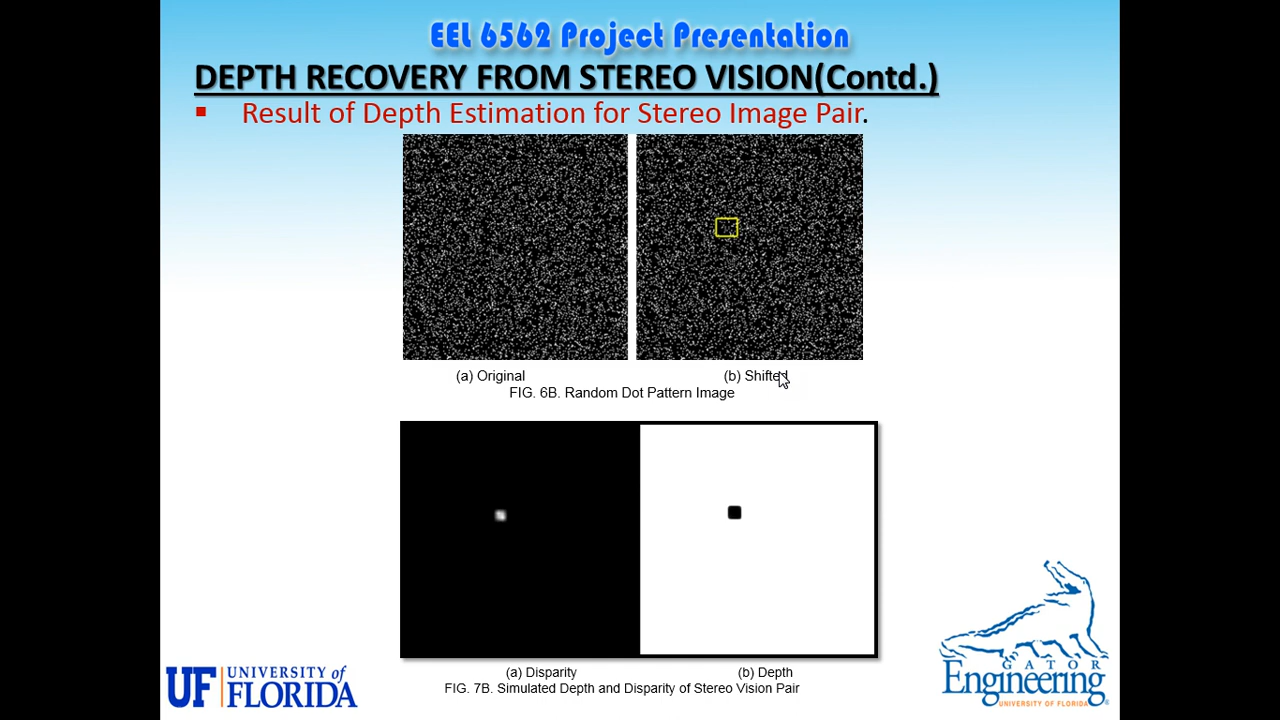 EEL 6562 Project Presentation
DEPTH RECOVERY FROM STEREO VISION(Contd.)
▪ Result of Depth Estimation for Stereo Image Pair.
(a) Original (b) Shifted
FIG. 6B. Random Dot Pattern Image
(a) Disparity (b) Depth
FIG. 7B. Simulated Depth and Disparity of Stereo Vision Pair
UF UNIVERSITY of
FLORIDA
GATOR
Engineering
UNIVERSITY OF FLORIDA